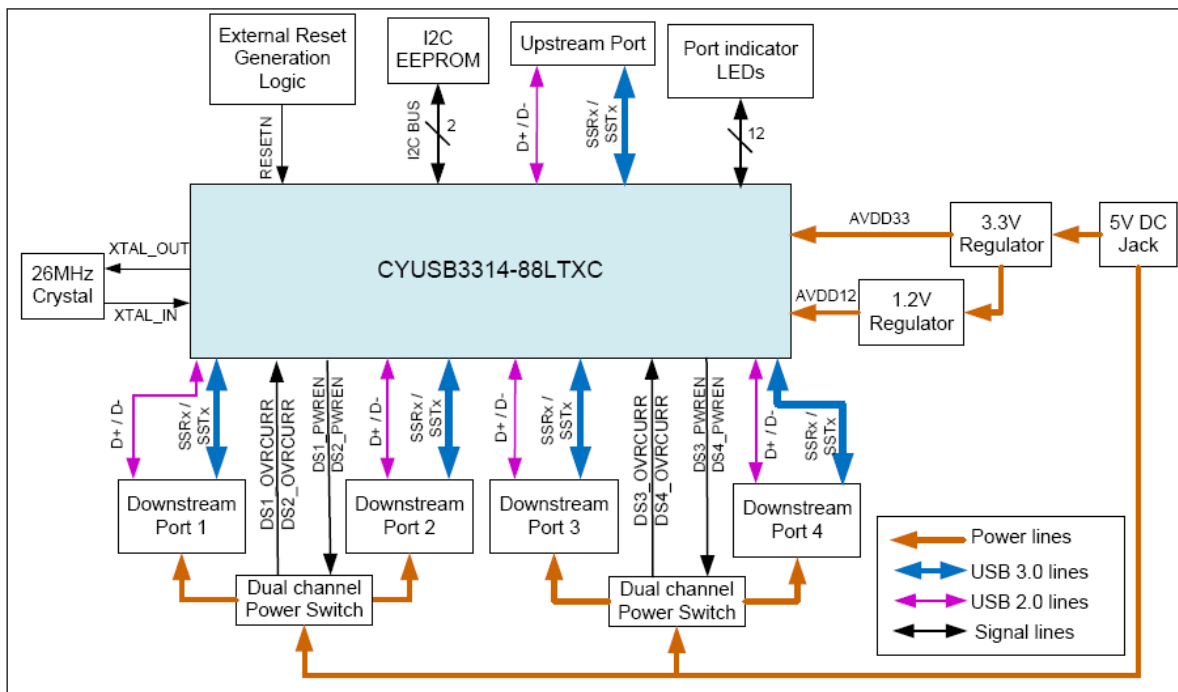 External Reset
Generation
Logic
I2C
EEPROM
Upstream Port
Port indicator
LEDs
RESETN
I2C BUS
2
D+ / D-
SSRx /
SSTx
12
XTAL_OUT
26MHz
Crystal
XTAL_IN
CYUSB3314-88LTXC
AVDD33
3.3V
Regulator
5V DC
Jack
AVDD12
1.2V
Regulator
D+ / D-
SSRx /
SSTx
DS1_OVRCURR
DS2_OVRCURR
DS1_PWREN
DS2_PWREN
D+ / D-
SSRx /
SSTx
D+ / D-
SSRx /
SSTx
DS3_OVRCURR
DS4_OVRCURR
DS3_PWREN
DS4_PWREN
D+ / D-
SSRx /
SSTx
Downstream
Port 1
Downstream
Port 2
Downstream
Port 3
Downstream
Port 4
Dual channel
Power Switch
Dual channel
Power Switch
Power lines
USB 3.0 lines
USB 2.0 lines
Signal lines